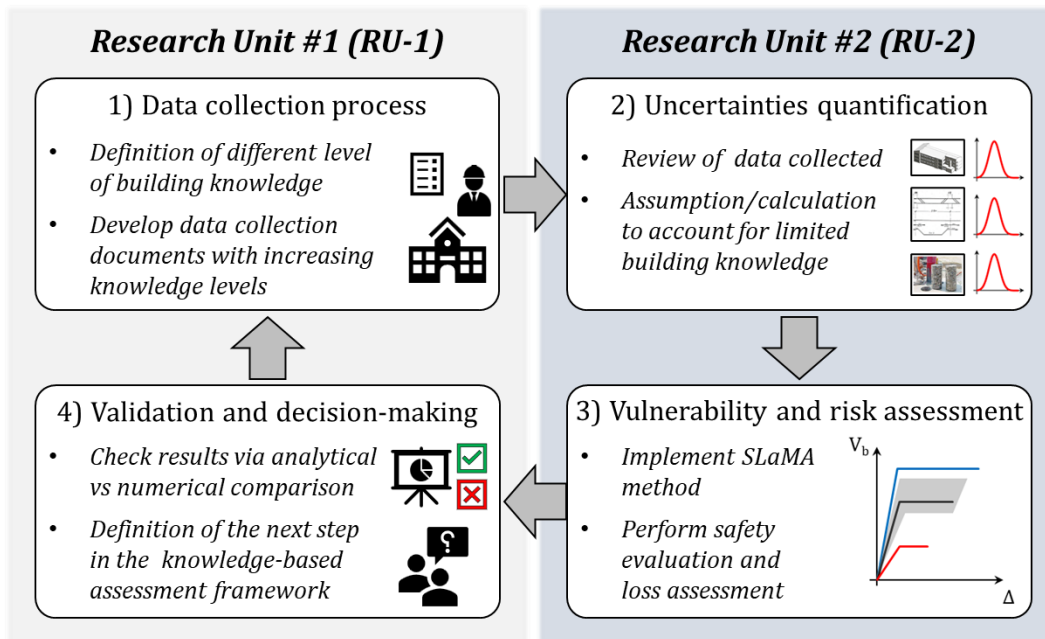 Research Unit #1 (RU-1)
1) Data collection process
• Definition of different level
of building knowledge
• Develop data collection
documents with increasing
knowledge levels
Research Unit #2 (RU-2)
2) Uncertainties quantification
• Review of data collected
• Assumption/calculation
to account for limited
building knowledge
3) Vulnerability and risk assessment
• Implement SLaMA
method
• Perform safety
evaluation and
loss assessment
V_b
Δ
4) Validation and decision-making
• Check results via analytical
vs numerical comparison
• Definition of the next step
in the knowledge-based
assessment framework
?